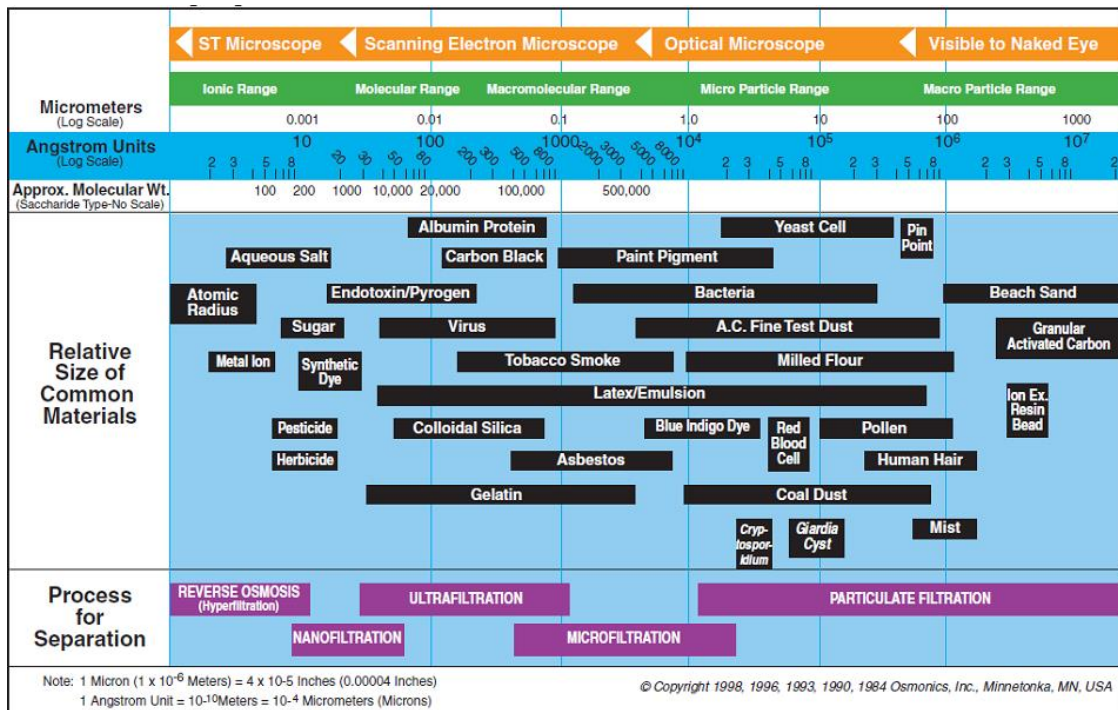 ST Microscope Scanning Electron Microscope Optical Microscope Visible to Naked Eye
Ionic Range Molecular Range Macromolecular Range Micro Particle Range Macro Particle Range
Micrometers
(Log Scale)
0.001 0.01 0.1 1.0 10 100 1000
Angstrom Units
(Log Scale)
10 100 1000 10⁴ 10⁵ 10⁶ 10⁷
2 3 5 8 20 30 50 80 200 300 500 800 2000 3000 5000 8000 2 3 5 8 2 3 5 8 2 3 5 8 2
Approx. Molecular Wt.
(Saccharide Type-No Scale)
100 200 1000 10,000 20,000 100,000 500,000
Relative
Size of
Common
Materials
Albumin Protein Yeast Cell Pin
Point
Aqueous Salt Carbon Black Paint Pigment
Atomic
Radius
Endotoxin/Pyrogen Bacteria Beach Sand
Sugar Virus A.C. Fine Test Dust Granular
Activated Carbon
Metal Ion Synthetic
Dye
Tobacco Smoke Milled Flour
Latex/Emulsion Ion Ex.
Resin
Bead
Pesticide Colloidal Silica Blue Indigo Dye Red
Blood
Cell
Pollen
Herbicide Asbestos Human Hair
Gelatin Coal Dust
Cryp-
tospor-
idium
Giardia
Cyst
Mist
Process
for
Separation
REVERSE OSMOSIS
(Hyperfiltration)
ULTRAFILTRATION PARTICULATE FILTRATION
NANOFILTRATION MICROFILTRATION
Note: 1 Micron (1 x 10⁻⁶ Meters) = 4 x 10-5 Inches (0.00004 Inches)
1 Angstrom Unit = 10⁻¹⁰Meters = 10-⁴ Micrometers (Microns)
© Copyright 1998, 1996, 1993, 1990, 1984 Osmonics, Inc., Minnetonka, MN, USA